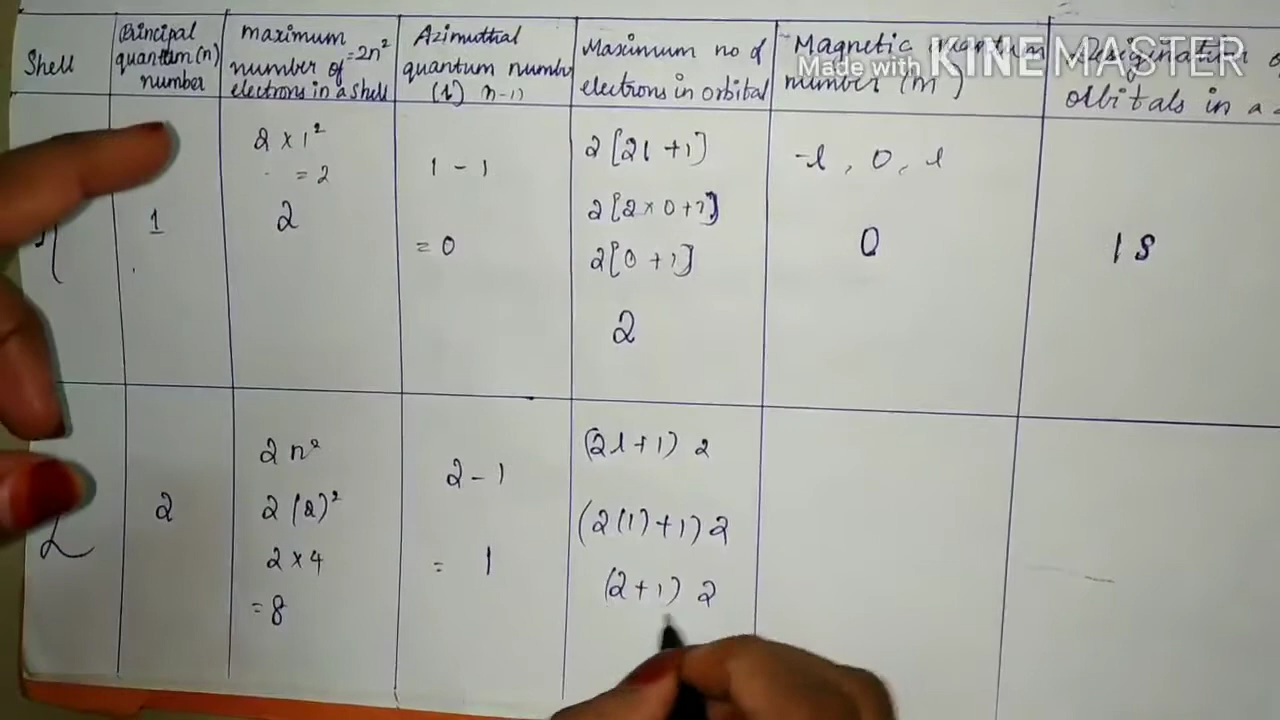 Shell
Principal
quantum (n)
number
maximum
number of =2n²
electrons in a shell
Azimuthal
quantum numbe
(l) n-1)
Maximum no of
electrons in orbital
Magnetic quantum
number (m)
orbitals in a
Made with KINEMASTER
1
2 × 1²
= 2
2
1 - 1
= 0
2[2l +1]
2[2×0+1]
2[0 +1]
2
-l, 0, l
0
1s
L
2
2n²
2(2)²
2×4
=8
2-1
= 1
(2l+1) 2
(2(1)+1) 2
(2+1) 2